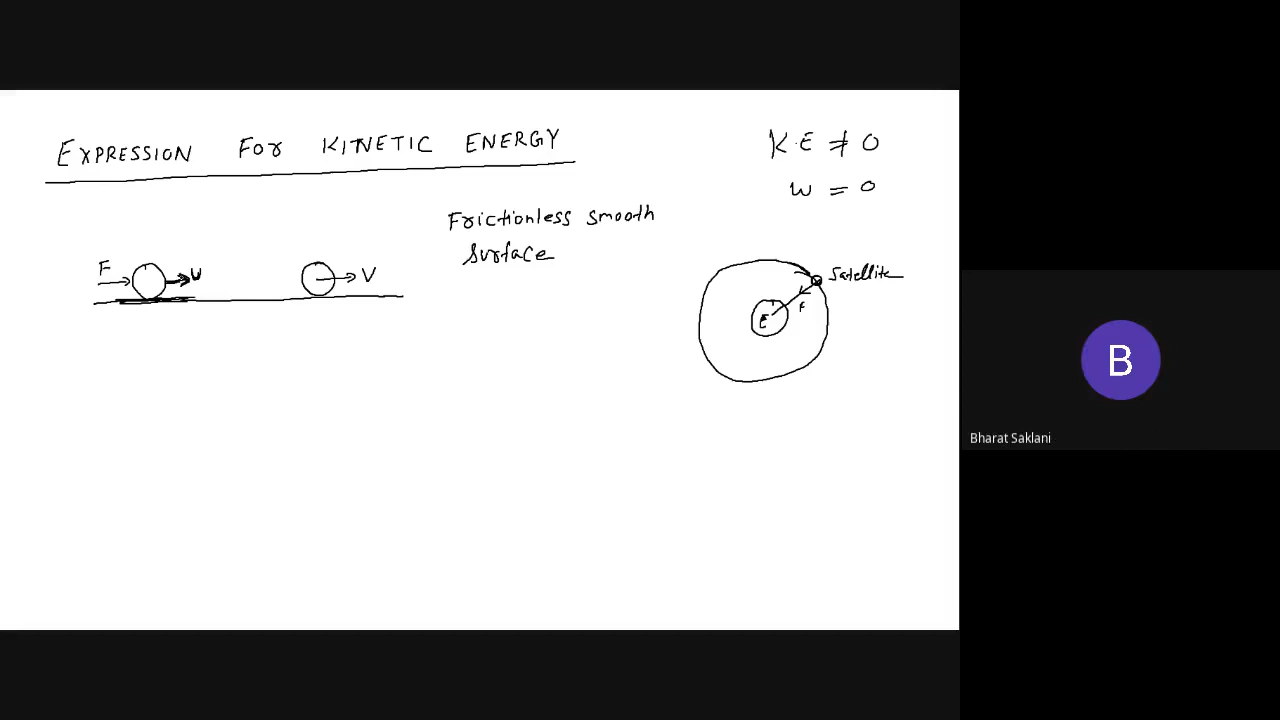 EXPRESSION FOR KINETIC ENERGY
K.E ≠ 0
W = 0
Frictionless smooth
surface
F
U
V
Satellite
F
E
B
Bharat Saklani